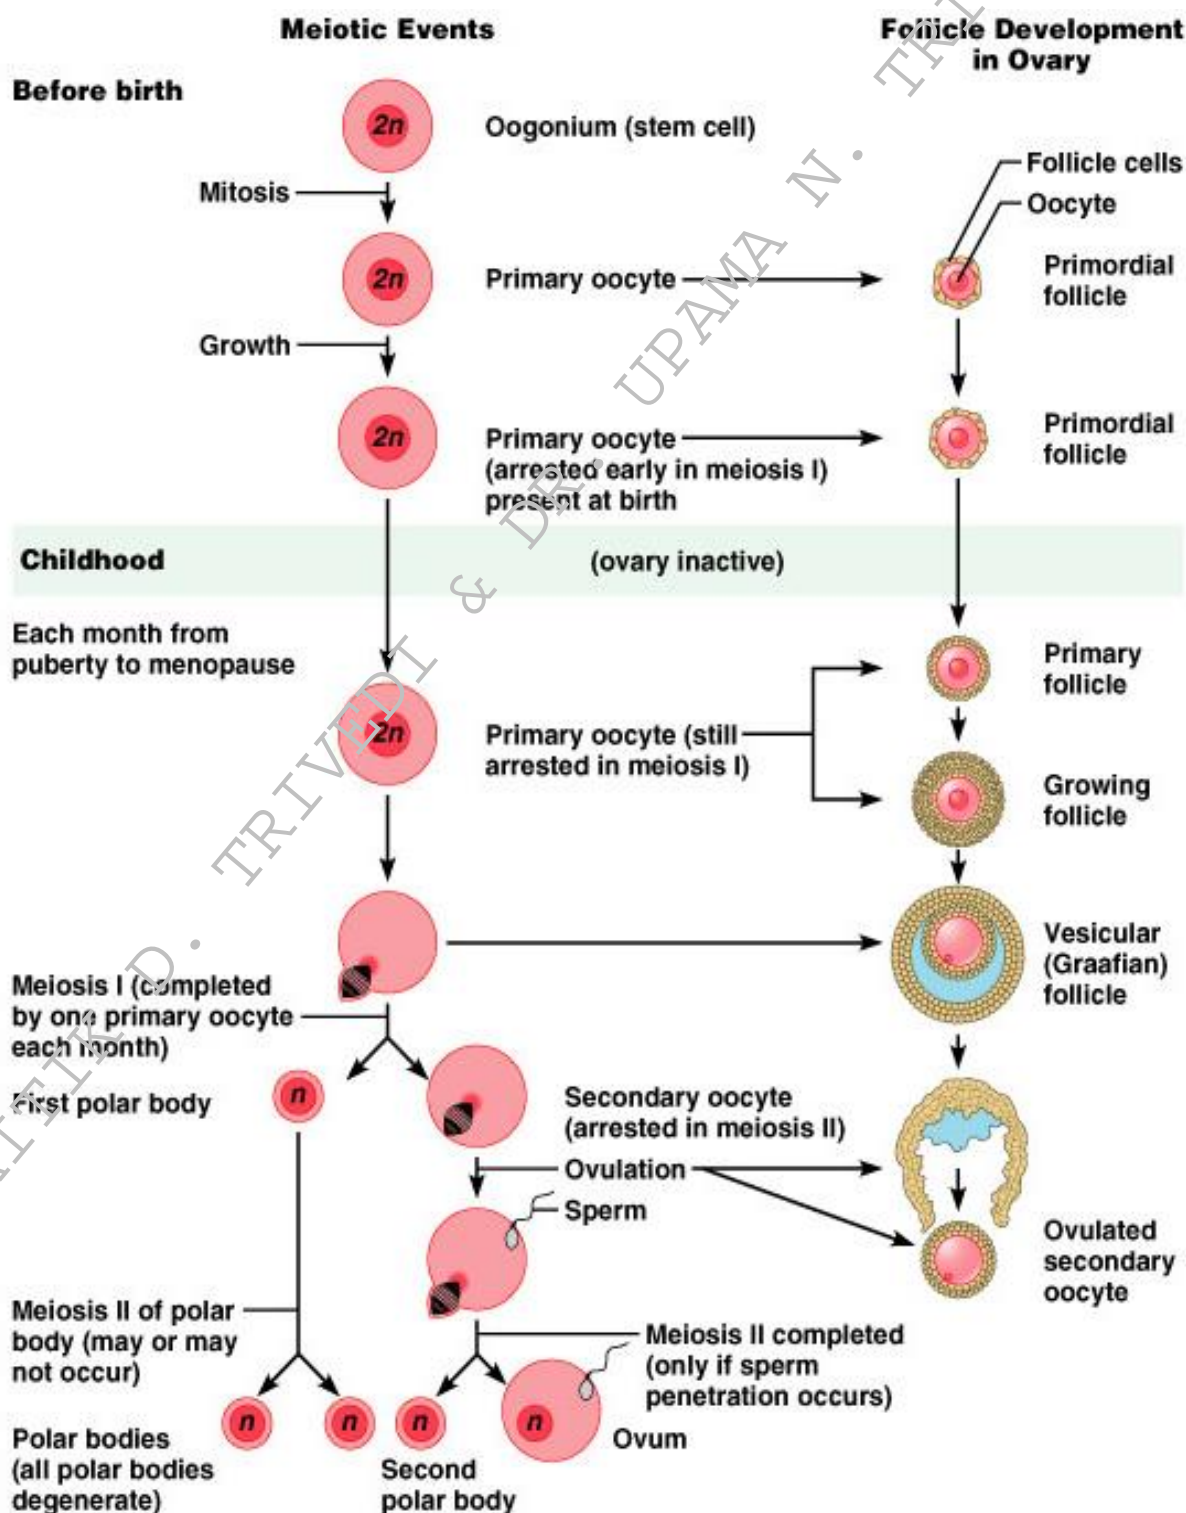 Meiotic Events
Follicle Development
in Ovary
Before birth
2n
Oogonium (stem cell)
Follicle cells
Mitosis
Oocyte
2n
Primary oocyte
Primordial
follicle
Growth
2n
Primary oocyte
(arrested early in meiosis I)
present at birth
Primordial
follicle
Childhood
(ovary inactive)
Each month from
puberty to menopause
2n
Primary oocyte (still
arrested in meiosis I)
Primary
follicle
Growing
follicle
Vesicular
(Graafian)
follicle
Meiosis I (completed
by one primary oocyte
each month)
First polar body
n
Secondary oocyte
(arrested in meiosis II)
Ovulation
Sperm
Ovulated
secondary
oocyte
Meiosis II of polar
body (may or may
not occur)
Meiosis II completed
(only if sperm
penetration occurs)
n
n
n
n
Ovum
Polar bodies
(all polar bodies
degenerate)
Second
polar body
D. TRIVEDI & DR. UPAMA N.